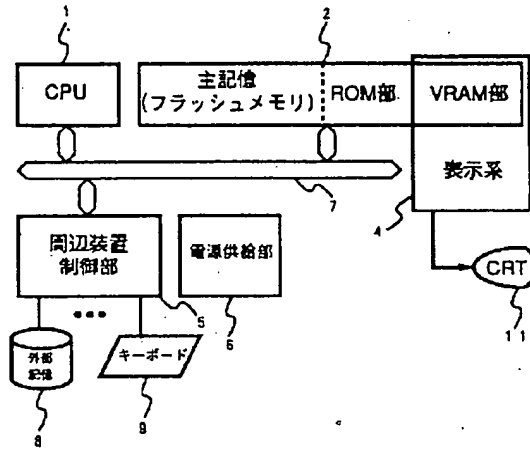 1
2
CPU
主記憶
(フラッシュメモリ)
ROM部
VRAM部
表示系
7
4
周辺装置
制御部
電源供給部
CRT
5
6
11
外部
記憶
キーボード
8
9